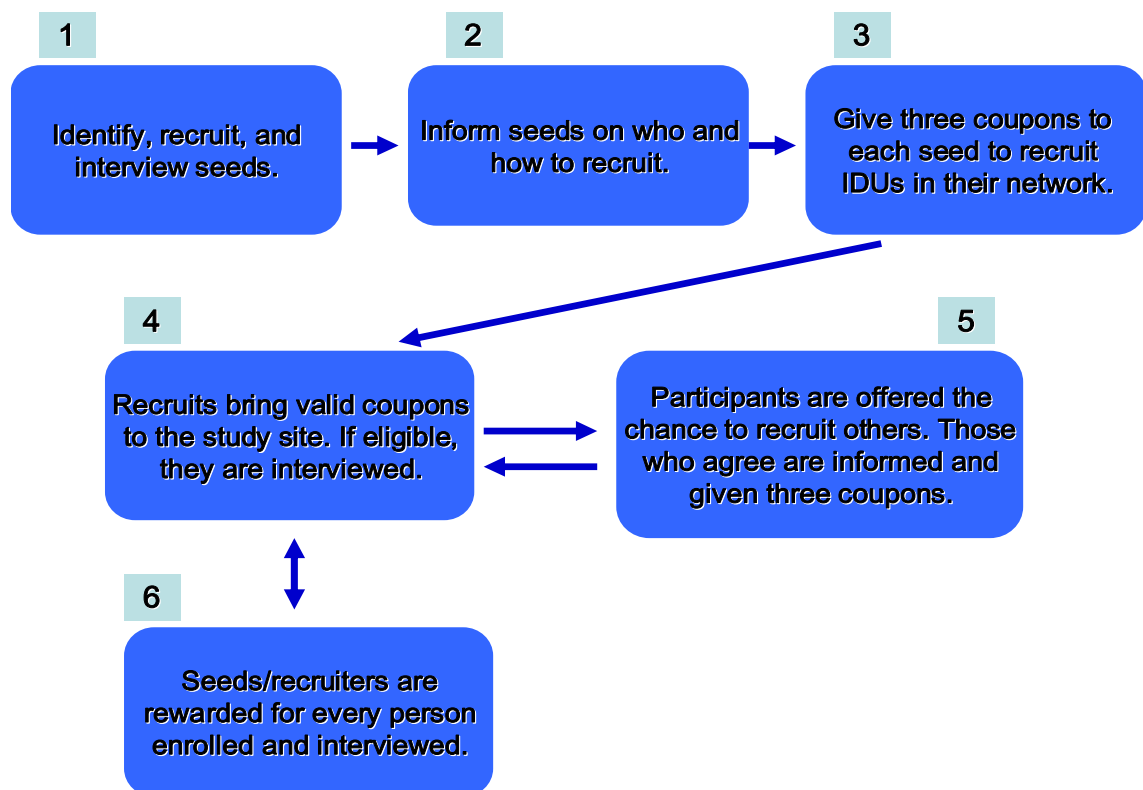 1
Identify, recruit, and
interview seeds.
2
Inform seeds on who and
how to recruit.
3
Give three coupons to
each seed to recruit
IDUs in their network.
4
Recruits bring valid coupons
to the study site. If eligible,
they are interviewed.
5
Participants are offered the
chance to recruit others. Those
who agree are informed and
given three coupons.
6
Seeds/recruiters are
rewarded for every person
enrolled and interviewed.